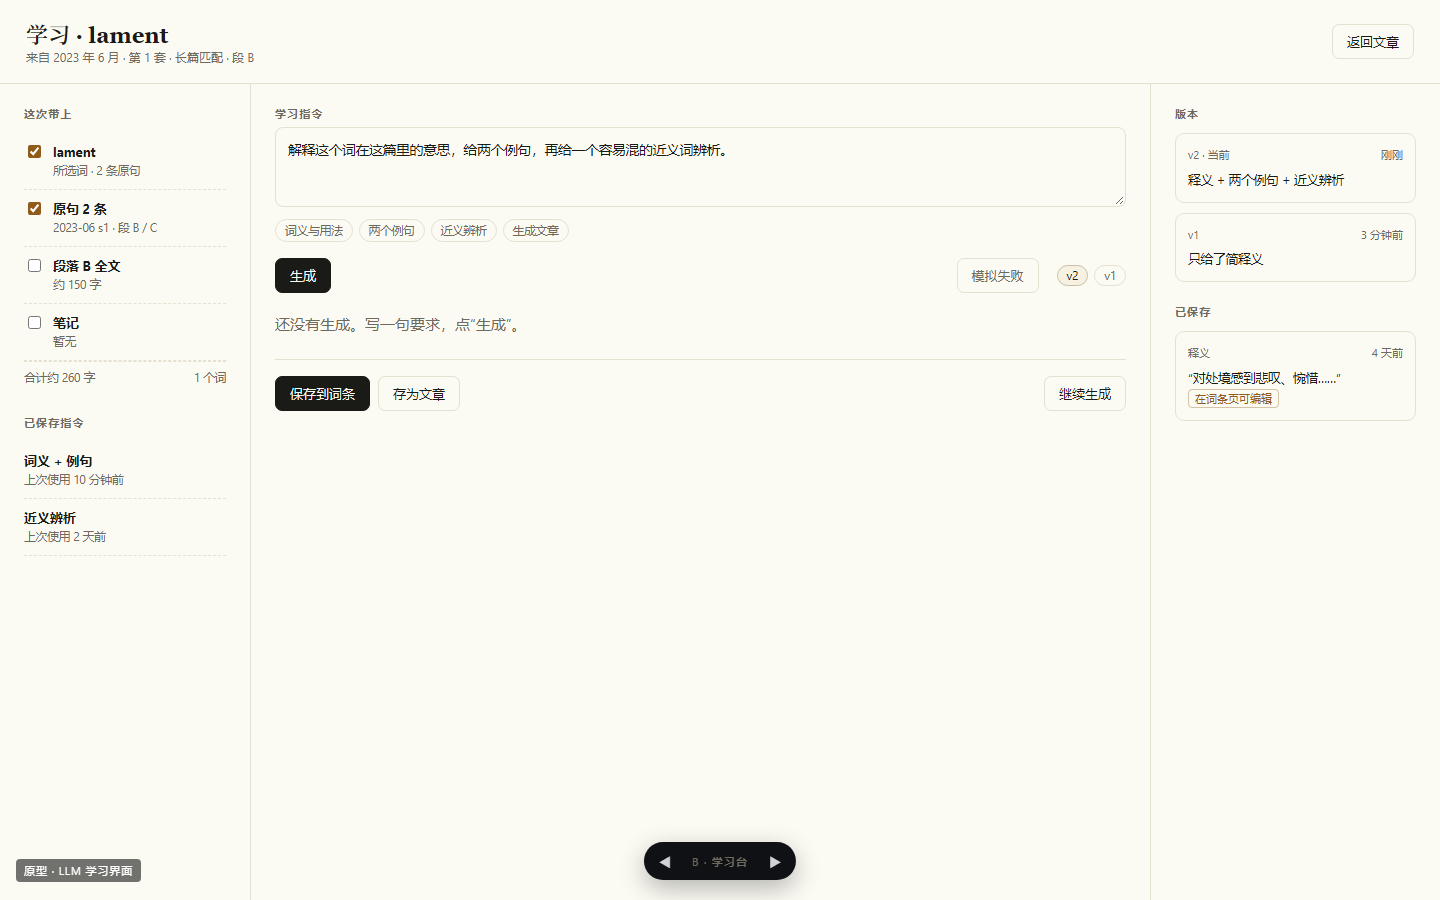 学习 · lament
来自 2023 年 6 月 · 第 1 套 · 长篇匹配 · 段 B
返回文章
这次带上
lament
所选词 · 2 条原句
原句 2 条
2023-06 s1 · 段 B / C
段落 B 全文
约 150 字
笔记
暂无
合计约 260 字
1 个词
已保存指令
词义 + 例句
上次使用 10 分钟前
近义辨析
上次使用 2 天前
学习指令
解释这个词在这篇里的意思，给两个例句，再给一个容易混的近义词辨析。
词义与用法
两个例句
近义辨析
生成文章
生成
模拟失败
v2
v1
还没有生成。写一句要求，点“生成”。
保存到词条
存为文章
继续生成
版本
v2 · 当前
刚刚
释义 + 两个例句 + 近义辨析
v1
3 分钟前
只给了简释义
已保存
释义
4 天前
“对处境感到悲叹、惋惜……”
在词条页可编辑
原型 · LLM 学习界面
◀ B · 学习台 ▶